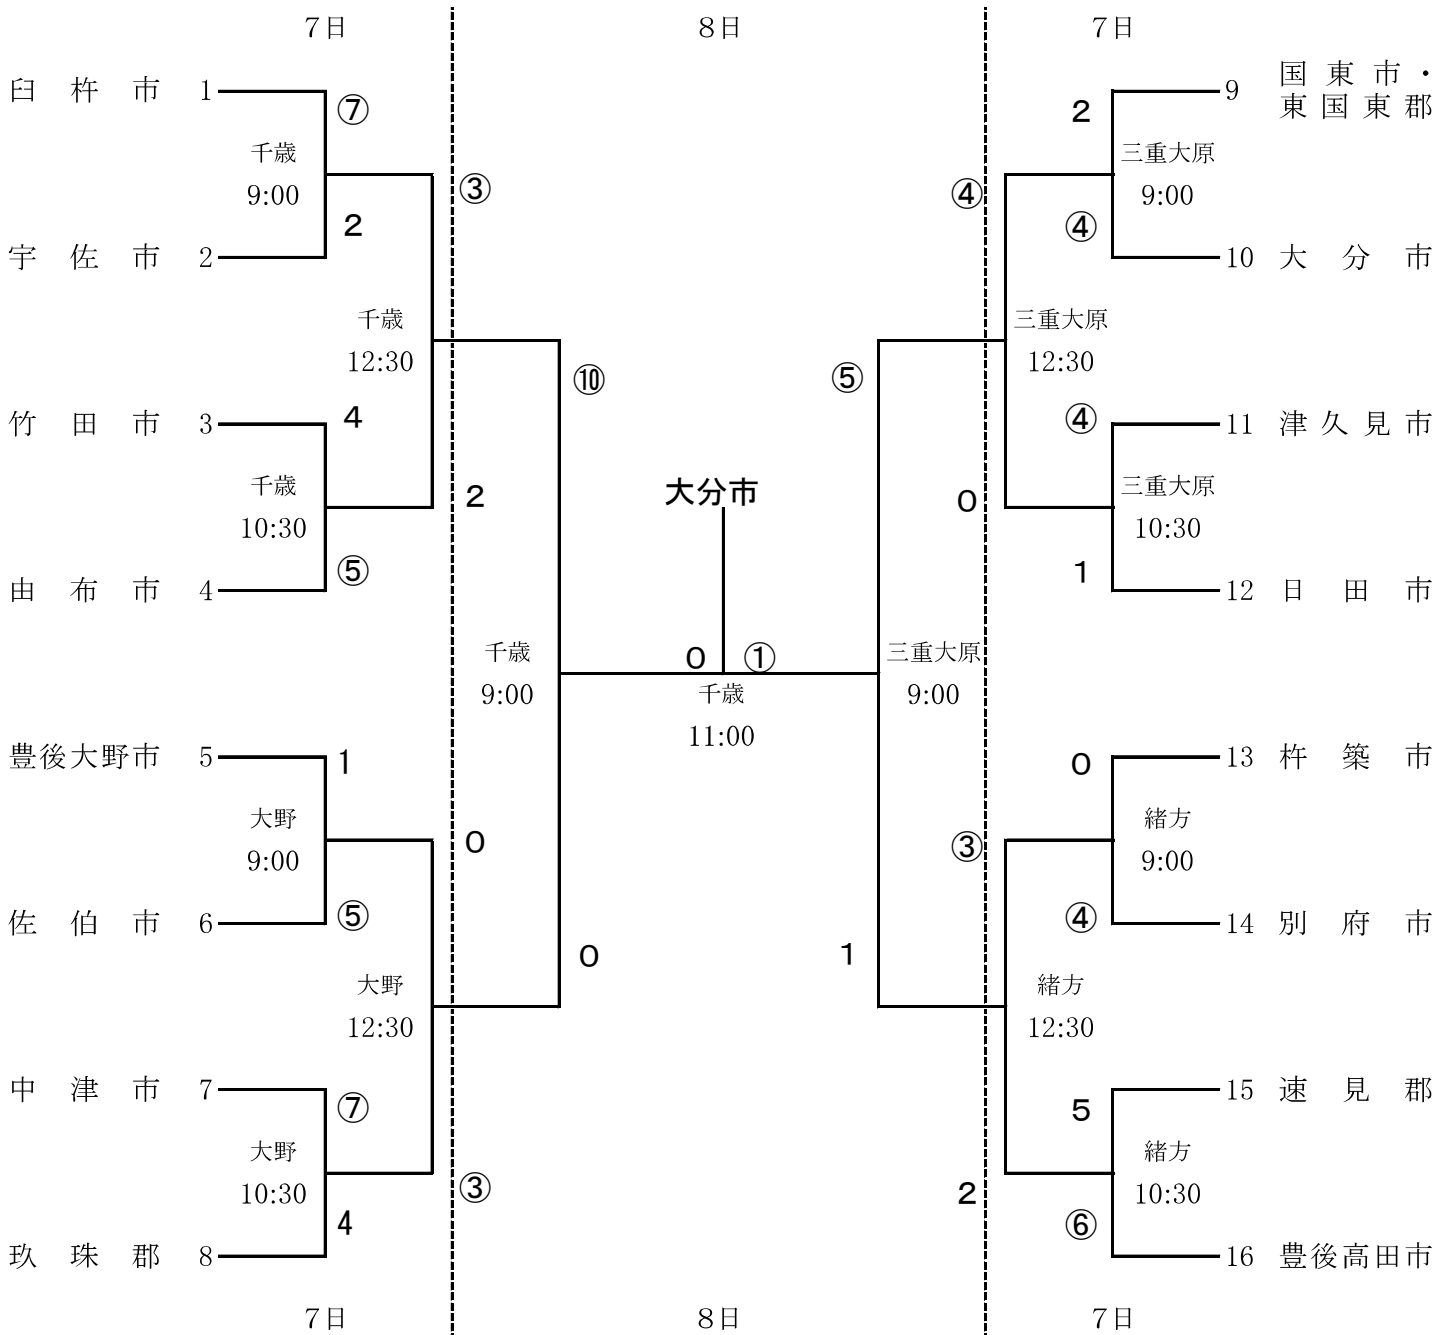 7日 8日 7日
臼杵市 1 ⑦ 2 9 国東市・
東国東郡
千歳 三重大原
9:00 ③ ④ 9:00
2 ④
宇佐市 2 10 大分市
千歳 三重大原
12:30 ⑩ ⑤ 12:30
竹田市 3 4 ④ 11 津久見市
千歳 2 大分市 0 三重大原
10:30 10:30
由布市 4 ⑤ 1 12 日田市
千歳 0 ① 三重大原
9:00 千歳 9:00
11:00
豊後大野市 5 1 0 13 杵築市
大野 緒方
9:00 0 ③ 9:00
佐伯市 6 ⑤ ④ 14 別府市
0 1
大野 緒方
12:30 12:30
中津市 7 ⑦ 5 15 速見郡
大野 緒方
10:30 ③ 2 10:30
4 ⑥
玖珠郡 8 16 豊後高田市
7日 8日 7日